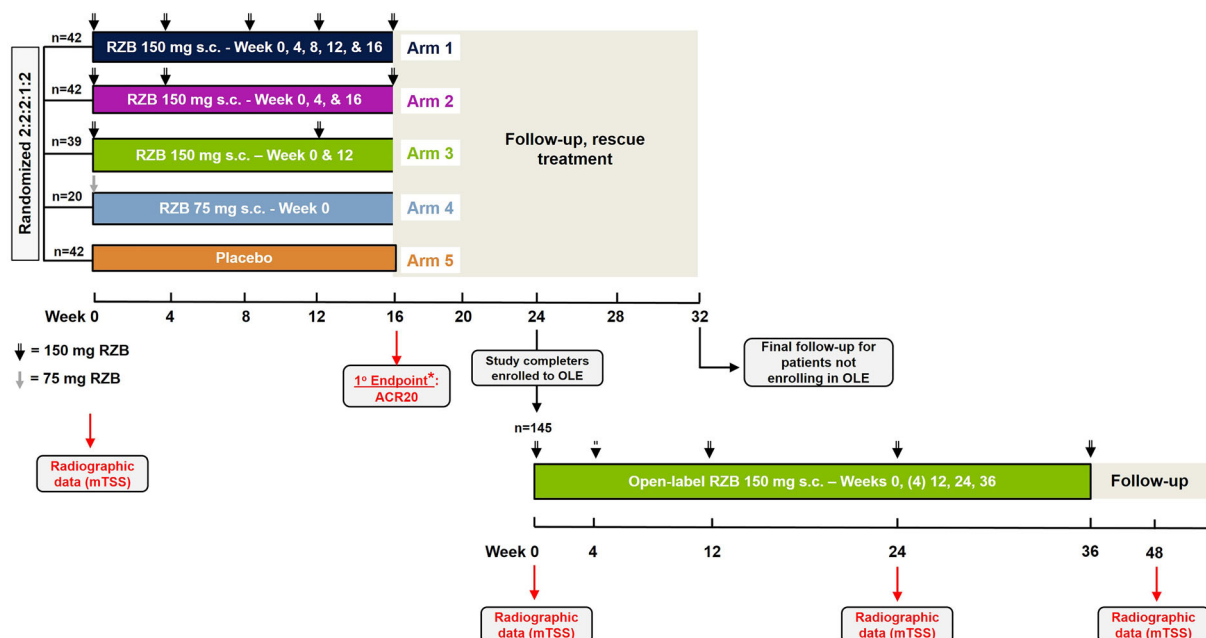 Randomized 2:2:2:1:2
n=42
RZB 150 mg s.c. - Week 0, 4, 8, 12, & 16
Arm 1
n=42
RZB 150 mg s.c. - Week 0, 4, & 16
Arm 2
n=39
RZB 150 mg s.c. – Week 0 & 12
Arm 3
n=20
RZB 75 mg s.c. - Week 0
Arm 4
n=42
Placebo
Arm 5
Follow-up, rescue
treatment
Week 0 4 8 12 16 20 24 28 32
= 150 mg RZB
= 75 mg RZB
Radiographic
data (mTSS)
1º Endpoint*:
ACR20
Study completers
enrolled to OLE
Final follow-up for
patients not
enrolling in OLE
n=145
Open-label RZB 150 mg s.c. – Weeks 0, (4) 12, 24, 36
Follow-up
Week 0 4 12 24 36 48
Radiographic
data (mTSS)
Radiographic
data (mTSS)
Radiographic
data (mTSS)